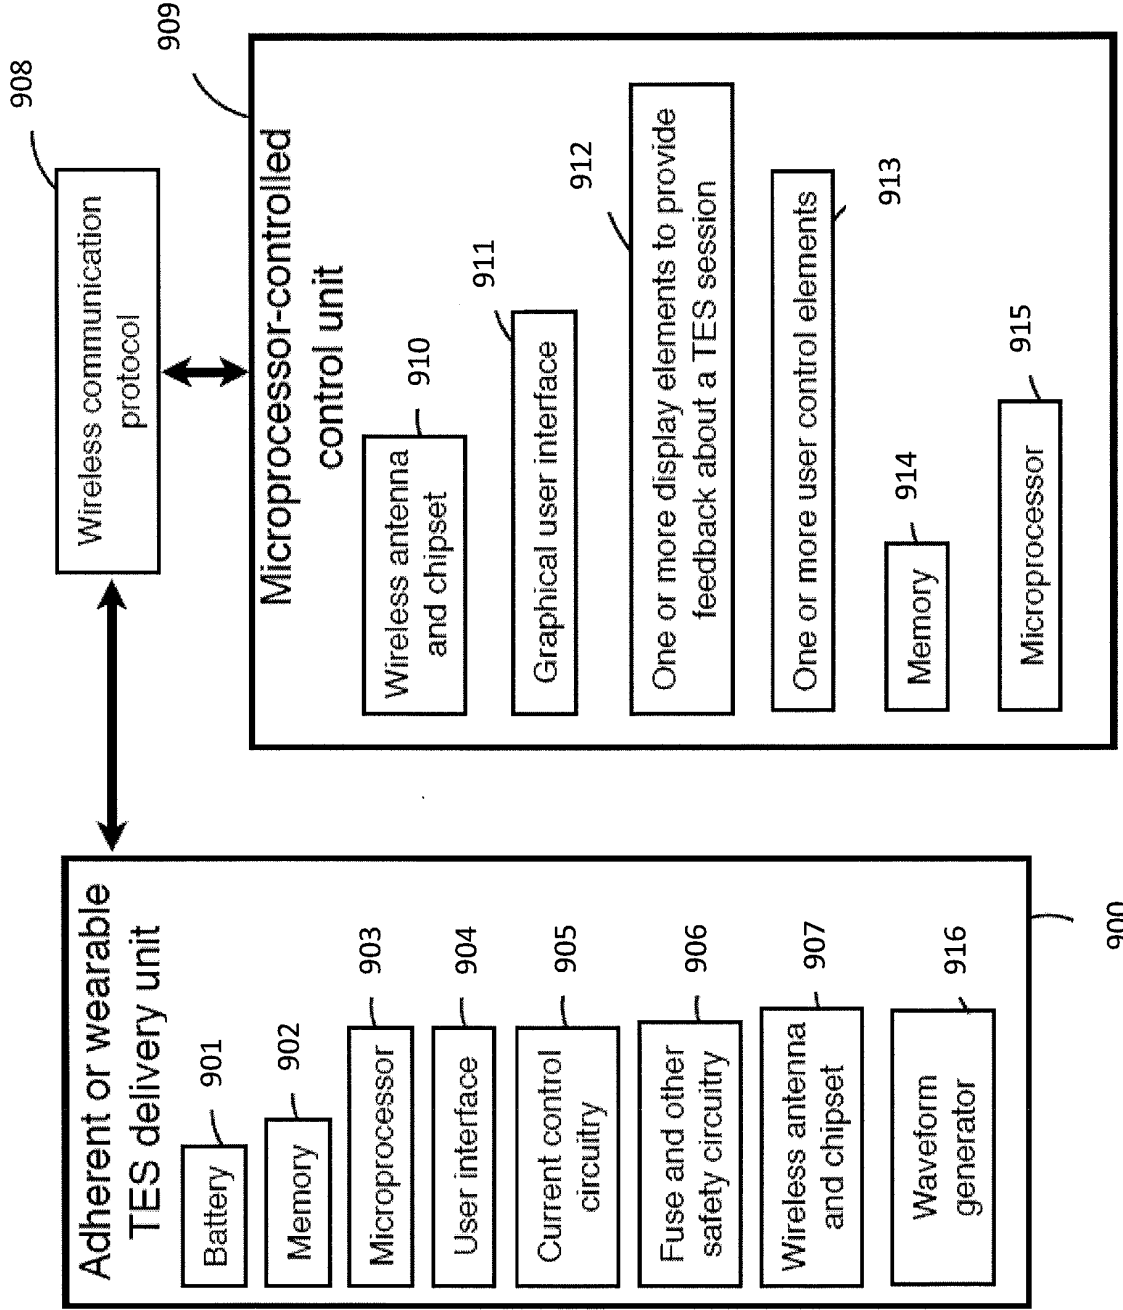 Adherent or wearable
TES delivery unit
Battery
901
Memory
902
Microprocessor
903
User interface
904
Current control
circuitry
905
Fuse and other
safety circuitry
906
Wireless antenna
and chipset
907
Waveform
generator
916
900
Wireless communication
protocol
908
909
Microprocessor-controlled
control unit
Wireless antenna
and chipset
910
Graphical user interface
911
One or more display elements to provide
feedback about a TES session
912
One or more user control elements
913
Memory
914
Microprocessor
915